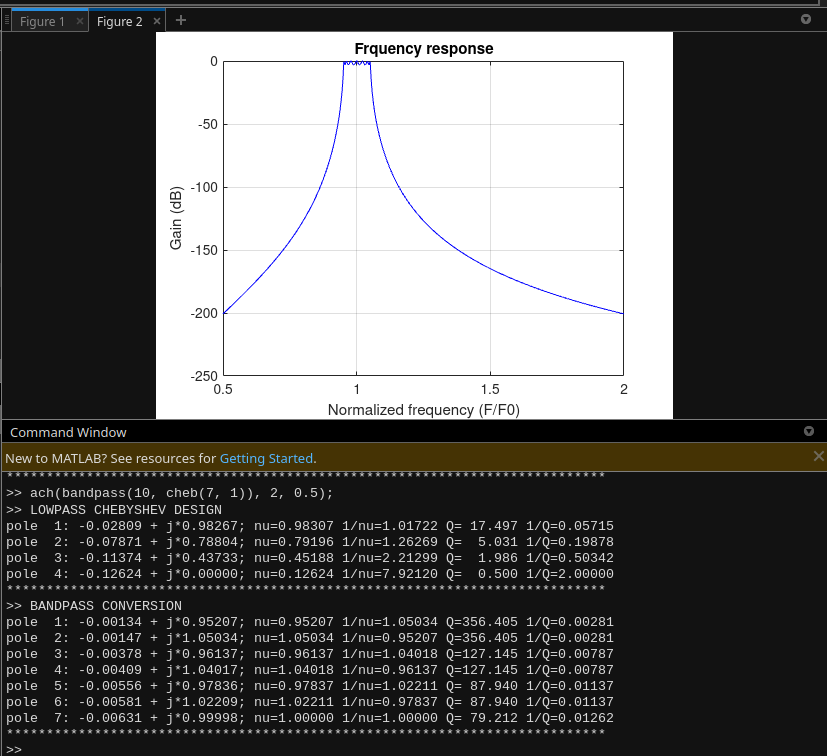 Figure 1 × Figure 2 × +
Frquency response
0
-50
-100
-150
-200
-250
Gain (dB)
0.5 1 1.5 2
Normalized frequency (F/F0)
Command Window
New to MATLAB? See resources for Getting Started.
***************************************************************************
>> ach(bandpass(10, cheb(7, 1)), 2, 0.5);
>> LOWPASS CHEBYSHEV DESIGN
pole  1: -0.02809 + j*0.98267; nu=0.98307 1/nu=1.01722 Q= 17.497 1/Q=0.05715
pole  2: -0.07871 + j*0.78804; nu=0.79196 1/nu=1.26269 Q=  5.031 1/Q=0.19878
pole  3: -0.11374 + j*0.43733; nu=0.45188 1/nu=2.21299 Q=  1.986 1/Q=0.50342
pole  4: -0.12624 + j*0.00000; nu=0.12624 1/nu=7.92120 Q=  0.500 1/Q=2.00000
***************************************************************************
>> BANDPASS CONVERSION
pole  1: -0.00134 + j*0.95207; nu=0.95207 1/nu=1.05034 Q=356.405 1/Q=0.00281
pole  2: -0.00147 + j*1.05034; nu=1.05034 1/nu=0.95207 Q=356.405 1/Q=0.00281
pole  3: -0.00378 + j*0.96137; nu=0.96137 1/nu=1.04018 Q=127.145 1/Q=0.00787
pole  4: -0.00409 + j*1.04017; nu=1.04018 1/nu=0.96137 Q=127.145 1/Q=0.00787
pole  5: -0.00556 + j*0.97836; nu=0.97837 1/nu=1.02211 Q= 87.940 1/Q=0.01137
pole  6: -0.00581 + j*1.02209; nu=1.02211 1/nu=0.97837 Q= 87.940 1/Q=0.01137
pole  7: -0.00631 + j*0.99998; nu=1.00000 1/nu=1.00000 Q= 79.212 1/Q=0.01262
***************************************************************************
>>